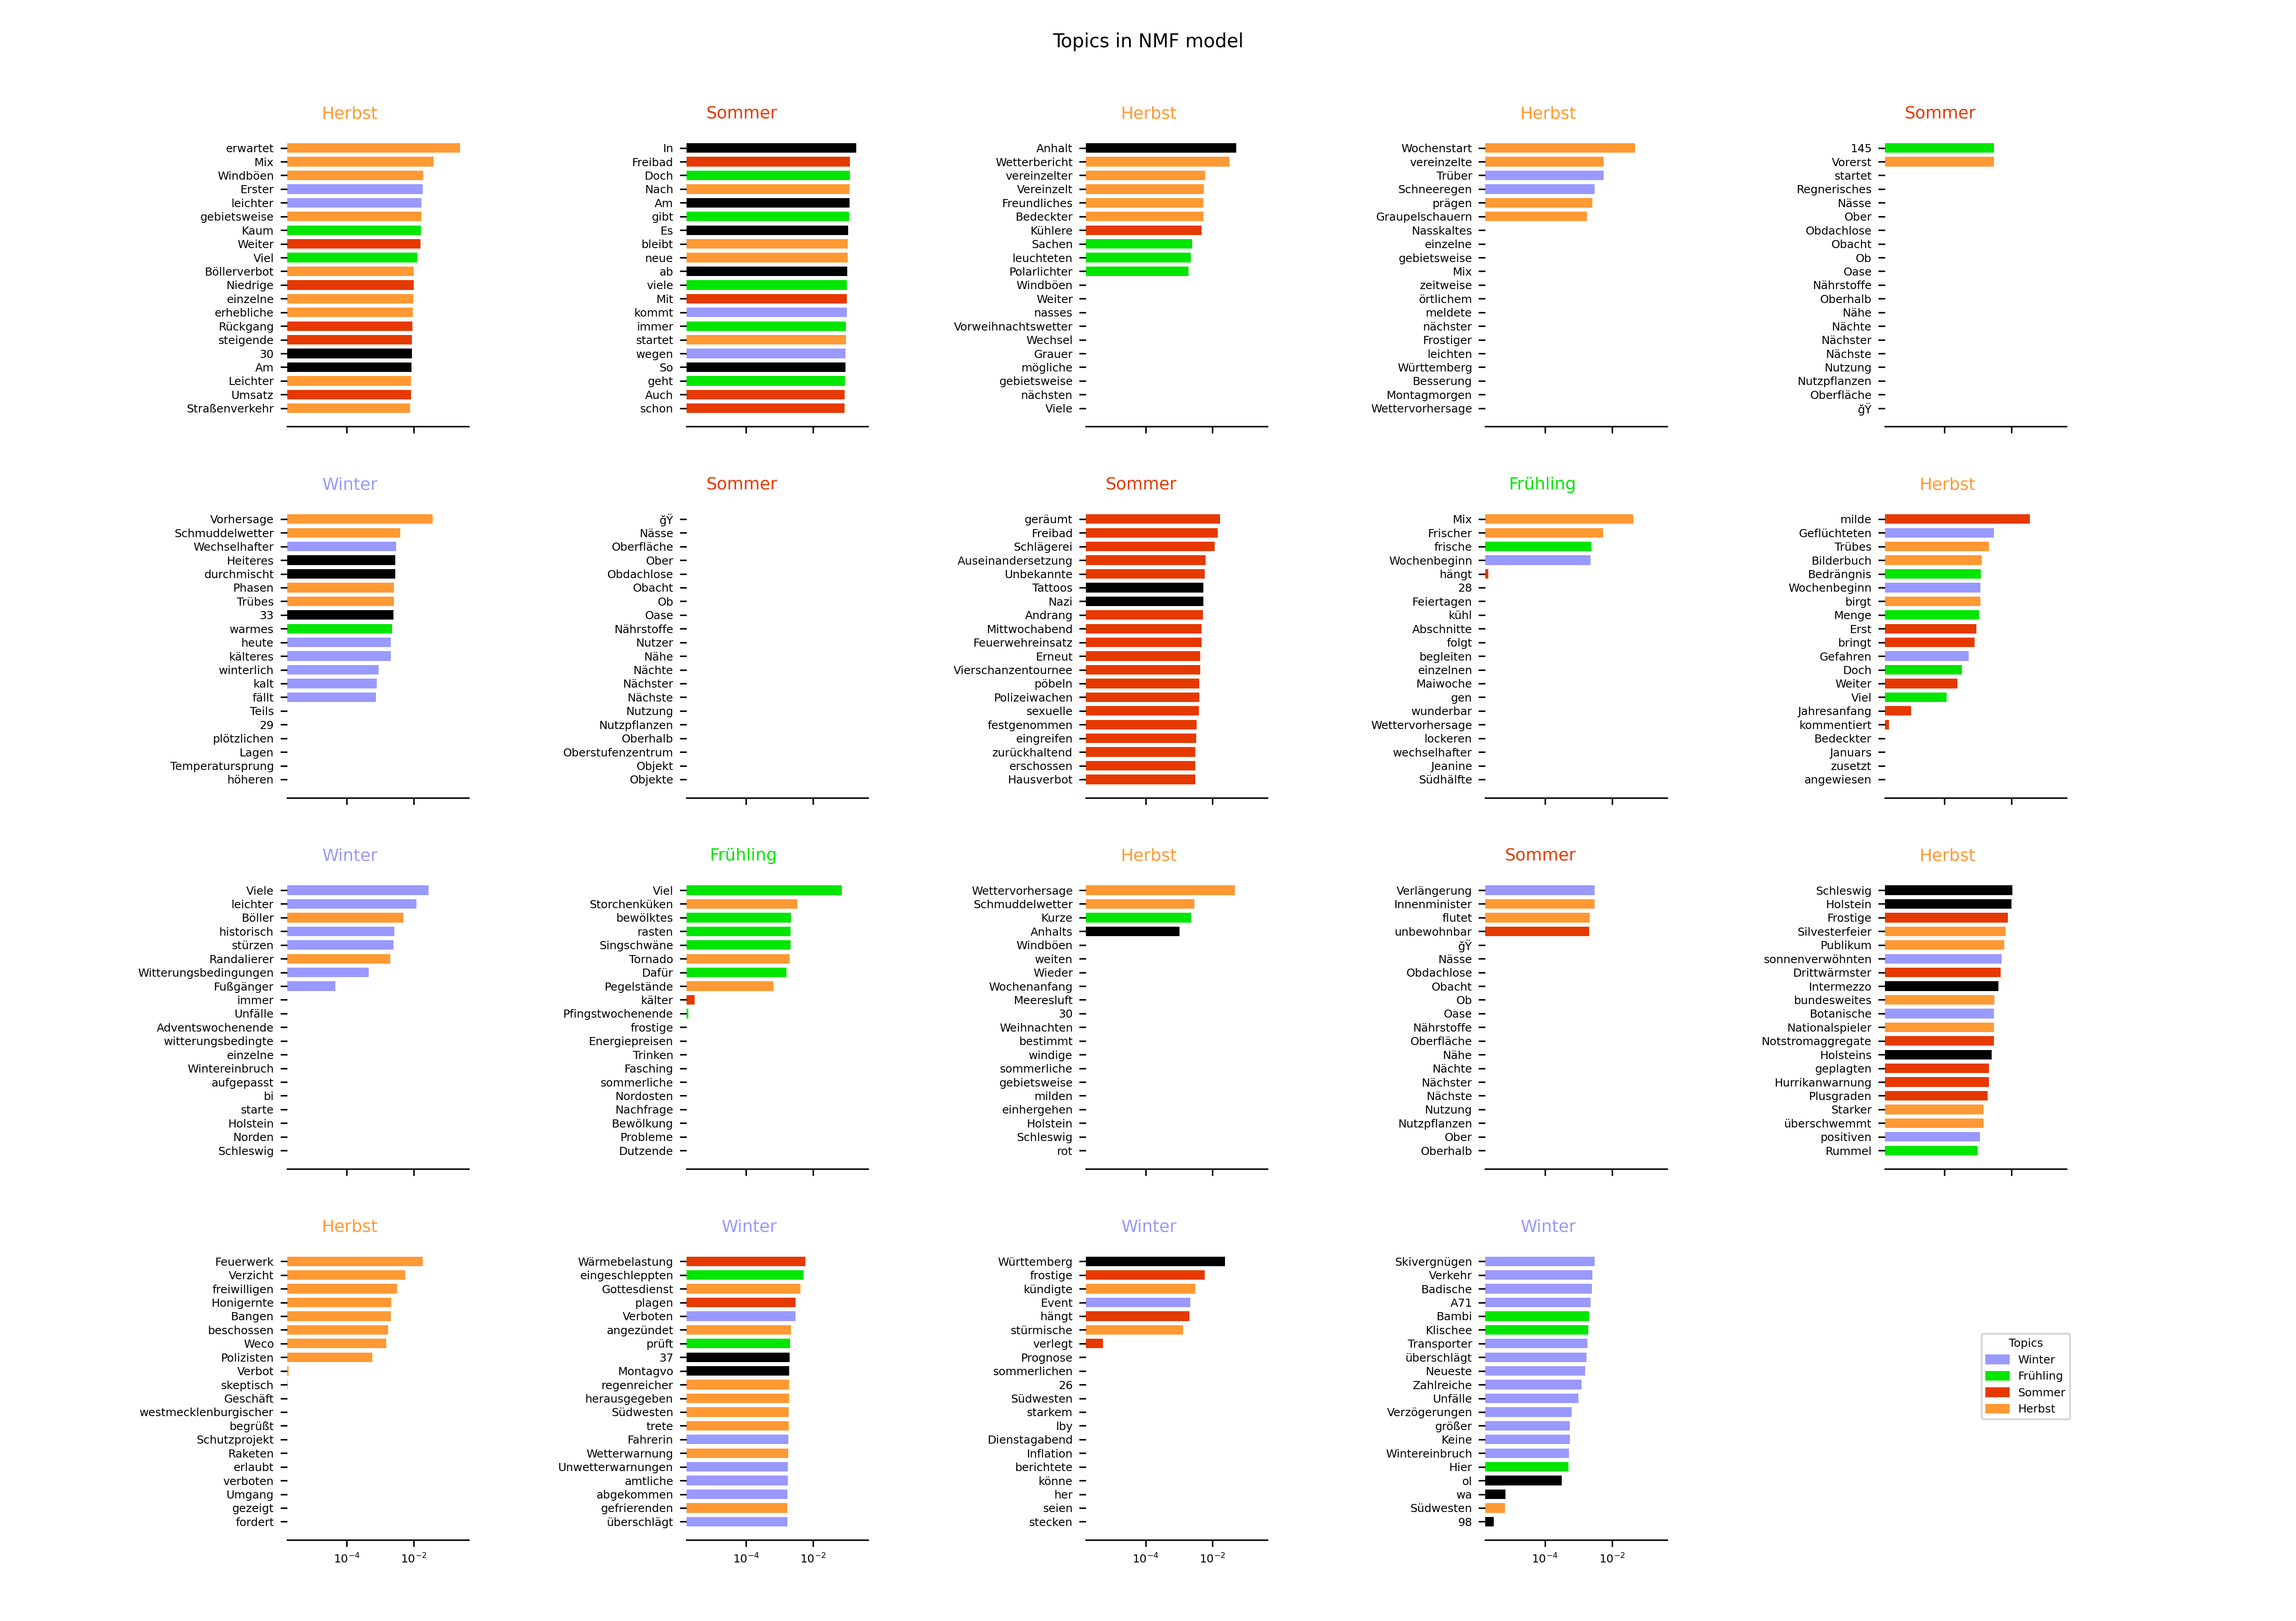 Topics in NMF model
Herbst
erwartet
Mix
Windböen
Erster
leichter
gebietsweise
Kaum
Weiter
Viel
Böllerverbot
Niedrige
einzelne
erhebliche
Rückgang
steigende
30
Am
Leichter
Umsatz
Straßenverkehr
Sommer
In
Freibad
Doch
Nach
Am
gibt
Es
bleibt
neue
ab
viele
Mit
kommt
immer
startet
wegen
So
geht
Auch
schon
Herbst
Anhalt
Wetterbericht
vereinzelter
Vereinzelt
Freundliches
Bedeckter
Kühlere
Sachen
leuchteten
Polarlichter
Windböen
Weiter
nasses
Vorweihnachtswetter
Wechsel
Grauer
mögliche
gebietsweise
nächsten
Viele
Herbst
Wochenstart
vereinzelte
Trüber
Schneeregen
prägen
Graupelschauern
Nasskaltes
einzelne
gebietsweise
Mix
zeitweise
örtlichem
meldete
nächster
Frostiger
leichten
Württemberg
Besserung
Montagmorgen
Wettervorhersage
Sommer
145
Vorerst
startet
Regnerisches
Nässe
Ober
Obdachlose
Obacht
Ob
Oase
Nährstoffe
Oberhalb
Nähe
Nächte
Nächster
Nächste
Nutzung
Nutzpflanzen
Oberfläche
ğŸ
Winter
Vorhersage
Schmuddelwetter
Wechselhafter
Heiteres
durchmischt
Phasen
Trübes
33
warmes
heute
kälteres
winterlich
kalt
fällt
Teils
29
plötzlichen
Lagen
Temperatursprung
höheren
Sommer
ğŸ
Nässe
Oberfläche
Ober
Obdachlose
Obacht
Ob
Oase
Nährstoffe
Nutzer
Nähe
Nächte
Nächster
Nächste
Nutzung
Nutzpflanzen
Oberhalb
Oberstufenzentrum
Objekt
Objekte
Sommer
geräumt
Freibad
Schlägerei
Auseinandersetzung
Unbekannte
Tattoos
Nazi
Andrang
Mittwochabend
Feuerwehreinsatz
Erneut
Vierschanzentournee
pöbeln
Polizeiwachen
sexuelle
festgenommen
eingreifen
zurückhaltend
erschossen
Hausverbot
Frühling
Mix
Frischer
frische
Wochenbeginn
hängt
28
Feiertagen
kühl
Abschnitte
folgt
begleiten
einzelnen
Maiwoche
gen
wunderbar
Wettervorhersage
lockeren
wechselhafter
Jeanine
Südhälfte
Herbst
milde
Geflüchteten
Trübes
Bilderbuch
Bedrängnis
Wochenbeginn
birgt
Menge
Erst
bringt
Gefahren
Doch
Weiter
Viel
Jahresanfang
kommentiert
Bedeckter
Januars
zusetzt
angewiesen
Winter
Viele
leichter
Böller
historisch
stürzen
Randalierer
Witterungsbedingungen
Fußgänger
immer
Unfälle
Adventswochenende
witterungsbedingte
einzelne
Wintereinbruch
aufgepasst
bi
starte
Holstein
Norden
Schleswig
Frühling
Viel
Storchenküken
bewölktes
rasten
Singschwäne
Tornado
Dafür
Pegelstände
kälter
Pfingstwochenende
frostige
Energiepreisen
Trinken
Fasching
sommerliche
Nordosten
Nachfrage
Bewölkung
Probleme
Dutzende
Herbst
Wettervorhersage
Schmuddelwetter
Kurze
Anhalts
Windböen
weiten
Wieder
Wochenanfang
Meeresluft
30
Weihnachten
bestimmt
windige
sommerliche
gebietsweise
milden
einhergehen
Holstein
Schleswig
rot
Sommer
Verlängerung
Innenminister
flutet
unbewohnbar
ğŸ
Nässe
Obdachlose
Obacht
Ob
Oase
Nährstoffe
Oberfläche
Nähe
Nächte
Nächster
Nächste
Nutzung
Nutzpflanzen
Ober
Oberhalb
Herbst
Schleswig
Holstein
Frostige
Silvesterfeier
Publikum
sonnenverwöhnten
Drittwärmster
Intermezzo
bundesweites
Botanische
Nationalspieler
Notstromaggregate
Holsteins
geplagten
Hurrikanwarnung
Plusgraden
Starker
überschwemmt
positiven
Rummel
Herbst
Feuerwerk
Verzicht
freiwilligen
Honigernte
Bangen
beschossen
Weco
Polizisten
Verbot
skeptisch
Geschäft
westmecklenburgischer
begrüßt
Schutzprojekt
Raketen
erlaubt
verboten
Umgang
gezeigt
fordert
10⁻⁴ 10⁻²
Winter
Wärmebelastung
eingeschleppten
Gottesdienst
plagen
Verboten
angezündet
prüft
37
Montagvo
regenreicher
herausgegeben
Südwesten
trete
Fahrerin
Wetterwarnung
Unwetterwarnungen
amtliche
abgekommen
gefrierenden
überschlägt
10⁻⁴ 10⁻²
Winter
Württemberg
frostige
kündigte
Event
hängt
stürmische
verlegt
Prognose
sommerlichen
26
Südwesten
starkem
lby
Dienstagabend
Inflation
berichtete
könne
her
seien
stecken
10⁻⁴ 10⁻²
Winter
Skivergnügen
Verkehr
Badische
A71
Bambi
Klischee
Transporter
überschlägt
Neueste
Zahlreiche
Unfälle
Verzögerungen
größer
Keine
Wintereinbruch
Hier
ol
wa
Südwesten
98
10⁻⁴ 10⁻²
Topics
Winter
Frühling
Sommer
Herbst